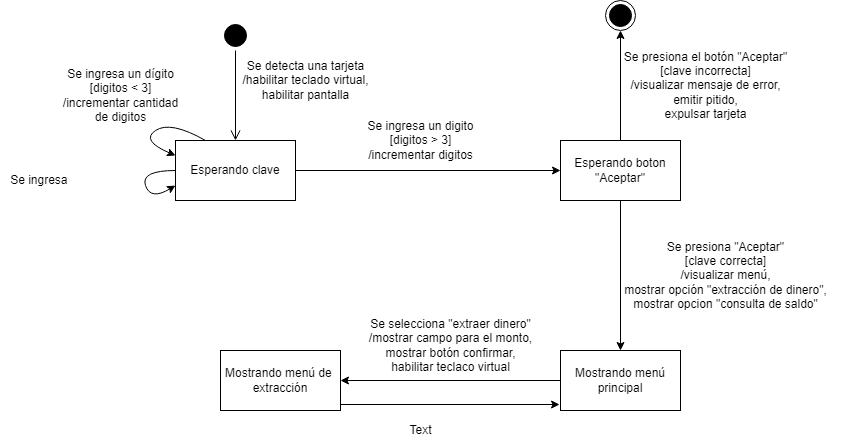 Se detecta una tarjeta
/habilitar teclado virtual,
habilitar pantalla
Se ingresa un dígito
[digitos < 3]
/incrementar cantidad
de digitos
Se ingresa
Esperando clave
Se ingresa un digito
[digitos > 3]
/incrementar digitos
Esperando boton
"Aceptar"
Se presiona el botón "Aceptar"
[clave incorrecta]
/visualizar mensaje de error,
emitir pitido,
expulsar tarjeta
Se presiona "Aceptar"
[clave correcta]
/visualizar menú,
mostrar opción "extracción de dinero",
mostrar opcion "consulta de saldo"
Mostrando menú
principal
Se selecciona "extraer dinero"
/mostrar campo para el monto,
mostrar botón confirmar,
habilitar teclaco virtual
Mostrando menú de
extracción
Text